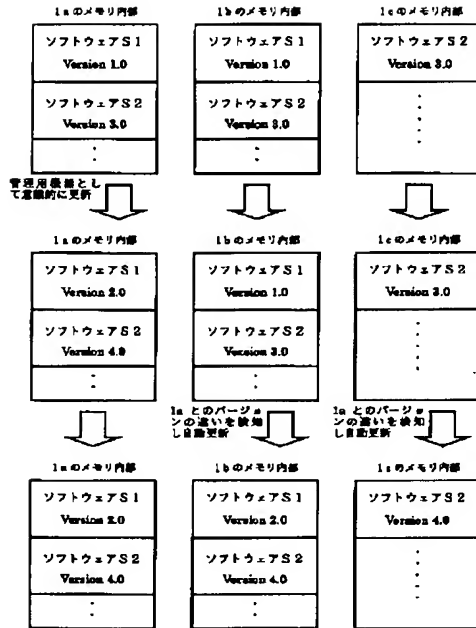 1aのメモリ内部
1bのメモリ内部
1cのメモリ内部
ソフトウェアS1
Version 1.0
ソフトウェアS1
Version 1.0
ソフトウェアS2
Version 3.0
ソフトウェアS2
Version 3.0
ソフトウェアS2
Version 3.0
管理用機器とし
て意識的に更新
1aのメモリ内部
1bのメモリ内部
1cのメモリ内部
ソフトウェアS1
Version 2.0
ソフトウェアS1
Version 1.0
ソフトウェアS2
Version 3.0
ソフトウェアS2
Version 4.0
ソフトウェアS2
Version 3.0
1aとのバージョ
ンの違いを検知
し自動更新
1aとのバージョ
ンの違いを検知
し自動更新
1aのメモリ内部
1bのメモリ内部
のメモリ内部
ソフトウェアS1
Version 2.0
ソフトウェアS1
Version 2.0
ソフトウェアS2
Version 4.0
ソフトウェアS2
Version 4.0
ソフトウェアS2
Version 4.0